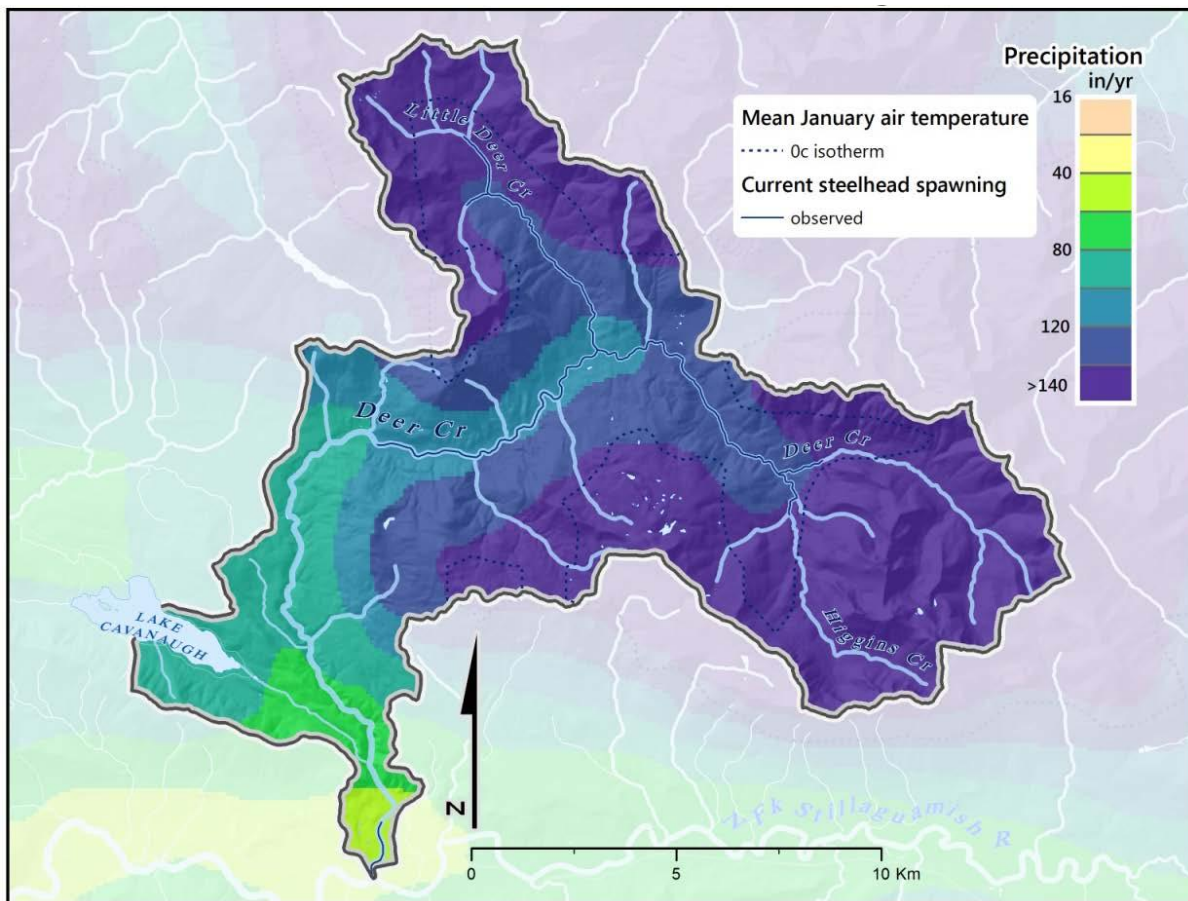 Precipitation
in/yr
16
40
80
120
>140
Mean January air temperature
0c isotherm
Current steelhead spawning
observed
Little Deer Cr
Deer Cr
Deer Cr
Higgins Cr
LAKE
CAVANAUGH
N
N Fk Stillaguamish R
0
5
10 Km